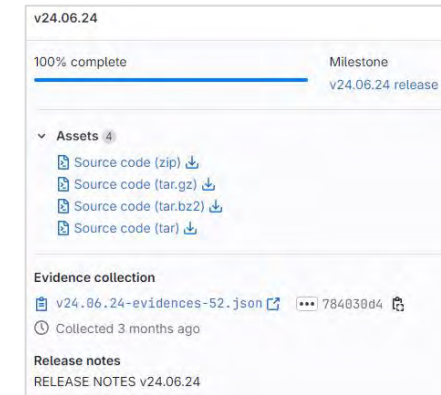 v24.06.24
100% complete
Milestone
v24.06.24 release
Assets 4
Source code (zip)
Source code (tar.gz)
Source code (tar.bz2)
Source code (tar)
Evidence collection
v24.06.24-evidences-52.json 784030d4
Collected 3 months ago
Release notes
RELEASE NOTES v24.06.24